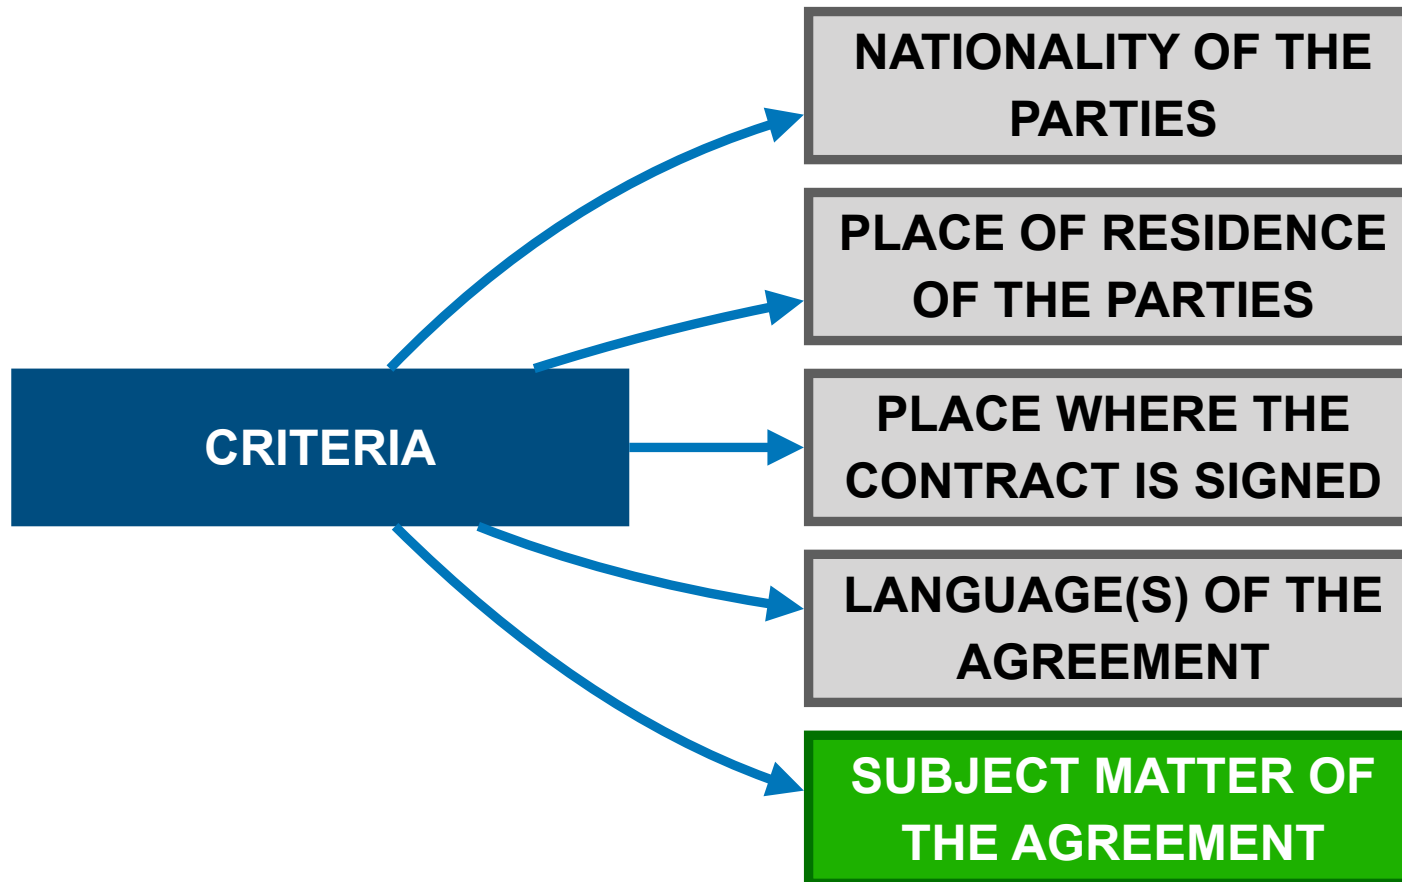 NATIONALITY OF THE
PARTIES
PLACE OF RESIDENCE
OF THE PARTIES
CRITERIA
PLACE WHERE THE
CONTRACT IS SIGNED
LANGUAGE(S) OF THE
AGREEMENT
SUBJECT MATTER OF
THE AGREEMENT